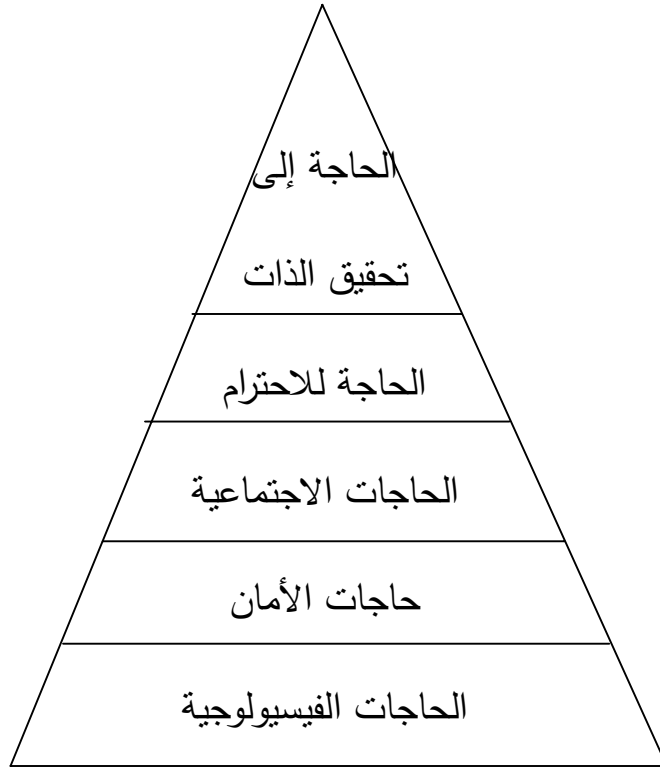 الحاجة إلى
تحقيق الذات
الحاجة للاحترام
الحاجات الاجتماعية
حاجات الأمان
الحاجات الفيسيولوجية